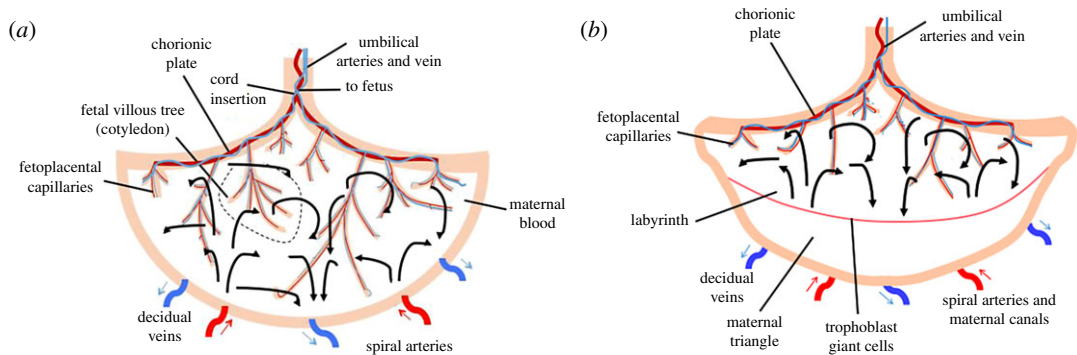 (a)
chorionic
plate
umbilical
arteries and vein
cord
insertion
to fetus
fetal villous tree
(cotyledon)
fetoplacental
capillaries
maternal
blood
decidual
veins
spiral arteries
(b)
chorionic
plate
umbilical
arteries and vein
fetoplacental
capillaries
labyrinth
decidual
veins
maternal
triangle
trophoblast
giant cells
spiral arteries and
maternal canals